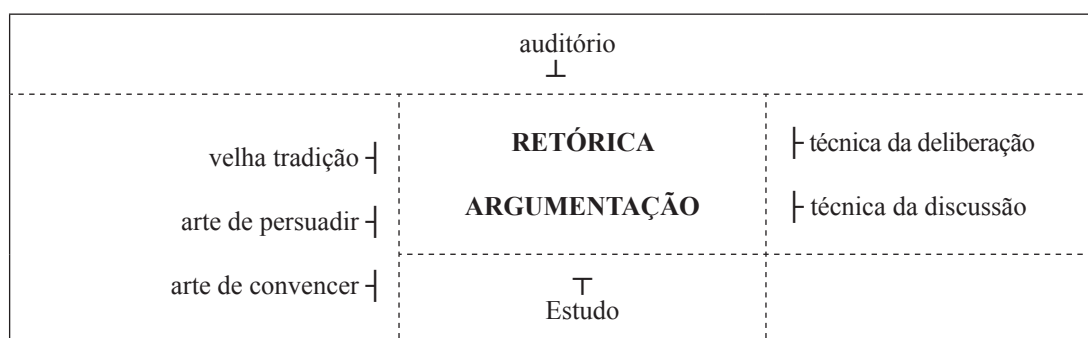 auditório
velha tradição
arte de persuadir
arte de convencer
RETÓRICA
ARGUMENTAÇÃO
técnica da deliberação
técnica da discussão
Estudo